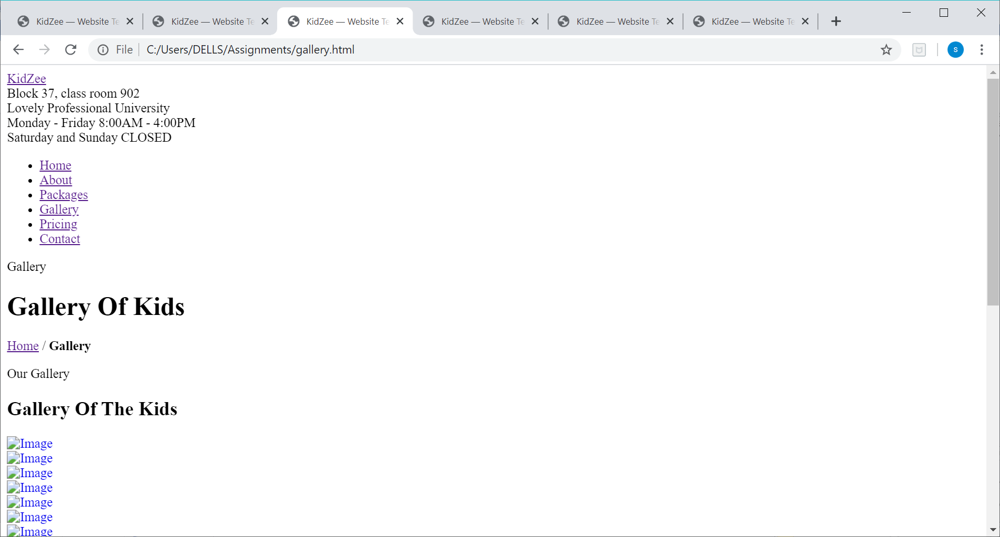 KidZee — Website Te
KidZee — Website Te
KidZee — Website Te
KidZee — Website Te
KidZee — Website Te
KidZee — Website Te
File
C:/Users/DELLS/Assignments/gallery.html
s
KidZee
Block 37, class room 902
Lovely Professional University
Monday - Friday 8:00AM - 4:00PM
Saturday and Sunday CLOSED
Home
About
Packages
Gallery
Pricing
Contact
Gallery
Gallery Of Kids
Home / Gallery
Our Gallery
Gallery Of The Kids
Image
Image
Image
Image
Image
Image
Image